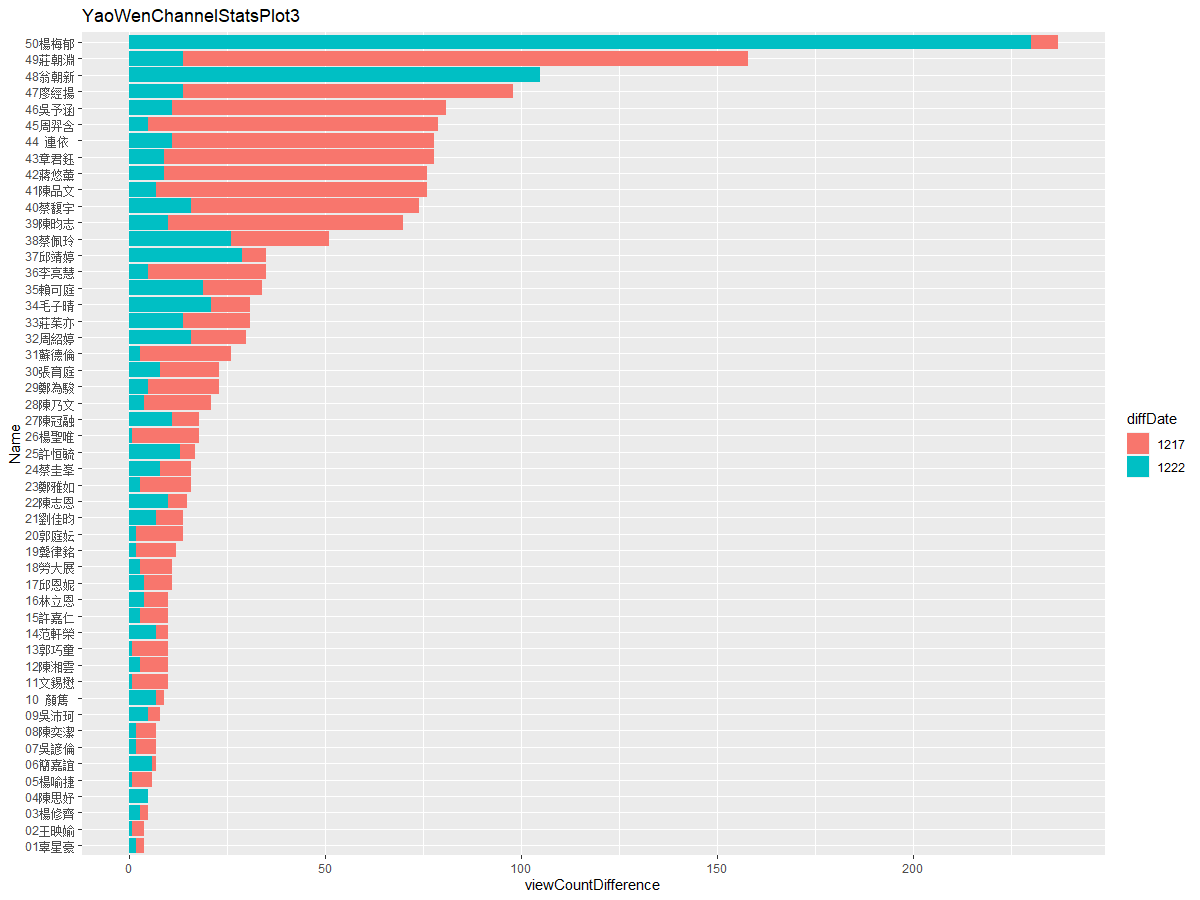 YaoWenChannelStatsPlot3
Name
50楊梅郁
49莊朝淵
48翁朝新
47廖經揚
46吳予涵
45周羿含
44 連依
43章君鈺
42蔣悠薰
41陳品文
40蔡馥宇
39陳昀志
38蔡佩玲
37邱靖婷
36李亮慧
35賴可庭
34毛子晴
33莊茱亦
32周紹婷
31蘇德倫
30張育庭
29鄭為駿
28陳乃文
27陳冠融
26楊聖唯
25許恒毓
24蔡圭峯
23鄭雅如
22陳志恩
21劉佳昀
20郭庭妘
19龔律銘
18勞大展
17邱恩妮
16林立恩
15許嘉仁
14范軒榮
13郭巧童
12陳湘雲
11文錫懋
10 顏雋
09吳沛珂
08陳奕潔
07吳諺倫
06簡嘉誼
05楊喻捷
04陳思妤
03楊修齊
02王映媮
01辜星豪
0 50 100 150 200
viewCountDifference
diffDate
1217
1222